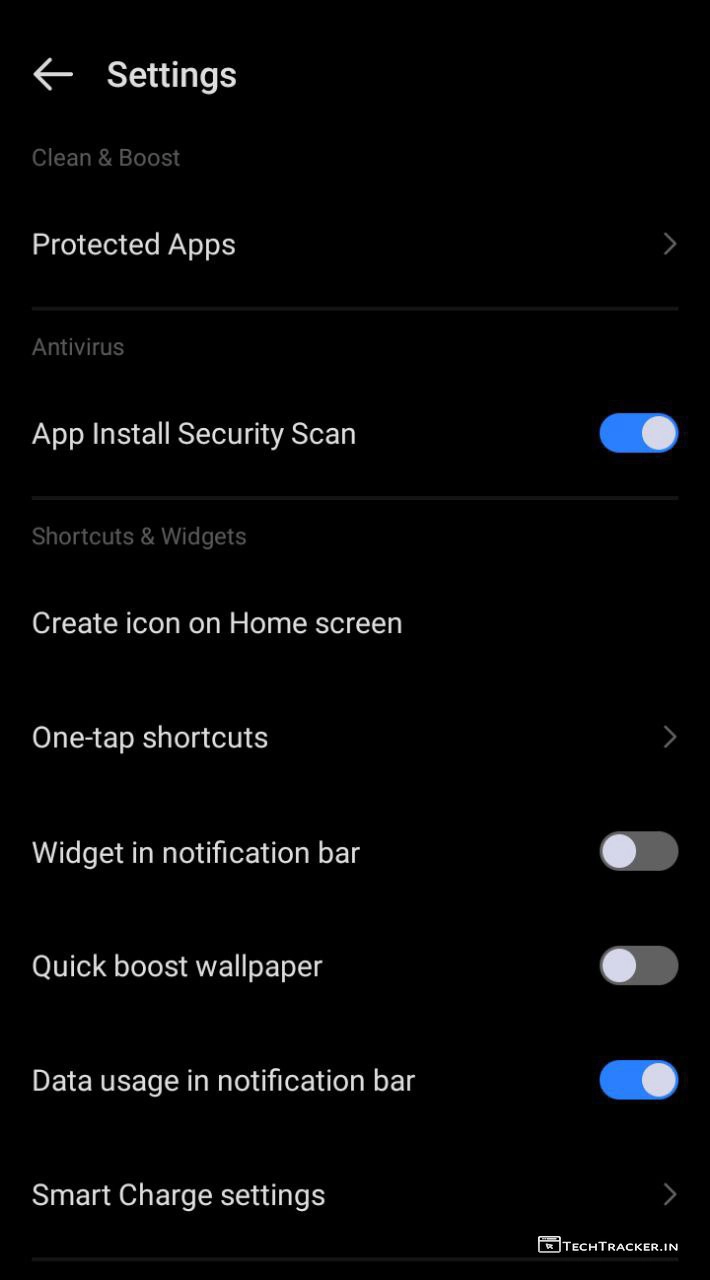 Settings
Clean & Boost
Protected Apps
Antivirus
App Install Security Scan
Shortcuts & Widgets
Create icon on Home screen
One-tap shortcuts
Widget in notification bar
Quick boost wallpaper
Data usage in notification bar
Smart Charge settings
TECHTRACKER.IN